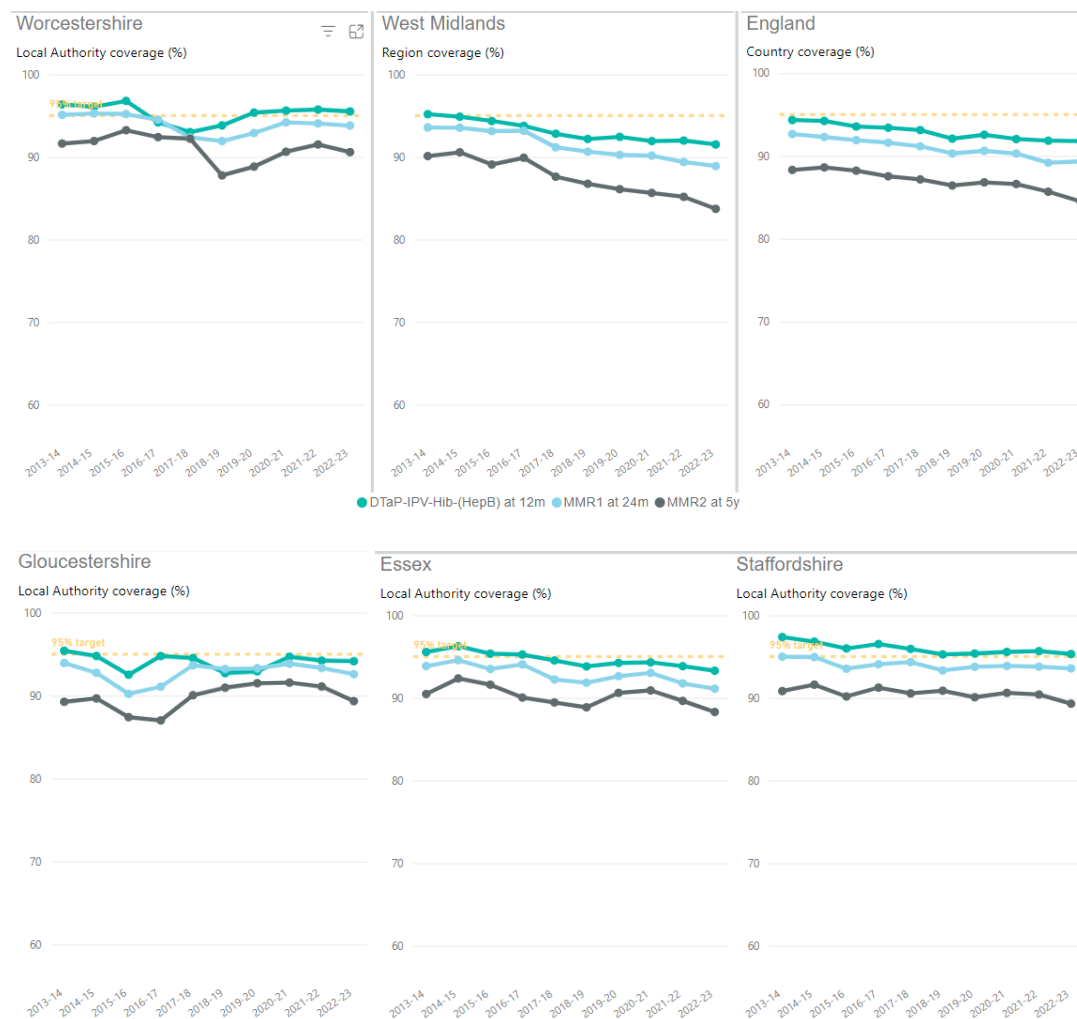 Worcestershire
Local Authority coverage (%)
100
95% target
90
80
70
60
2013-14 2014-15 2015-16 2016-17 2017-18 2018-19 2019-20 2020-21 2021-22 2022-23
West Midlands
Region coverage (%)
100
90
80
70
60
2013-14 2014-15 2015-16 2016-17 2017-18 2018-19 2019-20 2020-21 2021-22 2022-23
England
Country coverage (%)
100
90
80
70
60
2013-14 2014-15 2015-16 2016-17 2017-18 2018-19 2019-20 2020-21 2021-22 2022-23
DTaP-IPV-Hib-(HepB) at 12m MMR1 at 24m MMR2 at 5y
Gloucestershire
Local Authority coverage (%)
100
95% target
90
80
70
60
2013-14 2014-15 2015-16 2016-17 2017-18 2018-19 2019-20 2020-21 2021-22 2022-23
Essex
Local Authority coverage (%)
100
95% target
90
80
70
60
2013-14 2014-15 2015-16 2016-17 2017-18 2018-19 2019-20 2020-21 2021-22 2022-23
Staffordshire
Local Authority coverage (%)
100
95% target
90
80
70
60
2013-14 2014-15 2015-16 2016-17 2017-18 2018-19 2019-20 2020-21 2021-22 2022-23